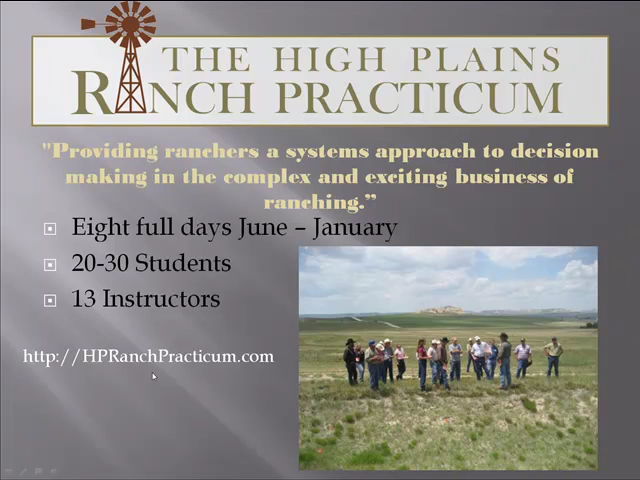 THE HIGH PLAINS
RANCH PRACTICUM
"Providing ranchers a systems approach to decision
making in the complex and exciting business of
ranching.”
Eight full days June – January
20-30 Students
13 Instructors
http://HPRanchPracticum.com